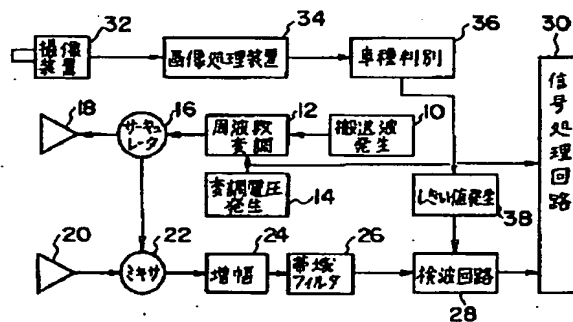 32
撮像
装置
34
画像処理装置
36
車種判別
30
信号処理回路
18
16
サーキュ
レータ
12
周波数
変調
10
搬送波
発生
変調電圧
発生
14
しきい値発生
38
20
22
ミキサ
24
増幅
26
帯域
フィルタ
検波回路
28